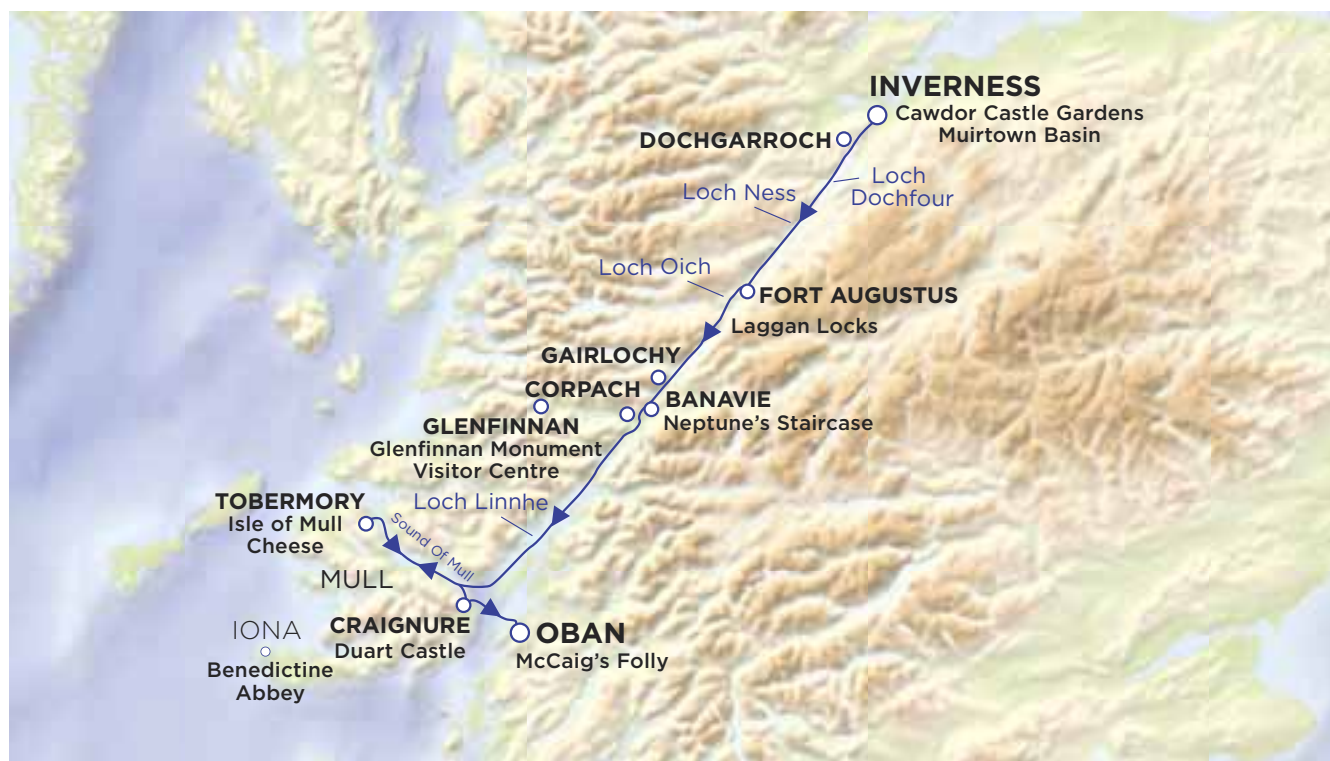 INVERNESS
Cawdor Castle Gardens
Muirtown Basin
DOCHGARROCH
Loch
Dochfour
Loch Ness
Loch Oich
FORT AUGUSTUS
Laggan Locks
GAIRLOCHY
CORPACH
BANAVIE
Neptune's Staircase
GLENFINNAN
Glenfinnan Monument
Visitor Centre
Loch Linnhe
TOBERMORY
Isle of Mull
Cheese
Sound Of Mull
MULL
CRAIGNURE
Duart Castle
OBAN
McCaig's Folly
IONA
Benedictine
Abbey